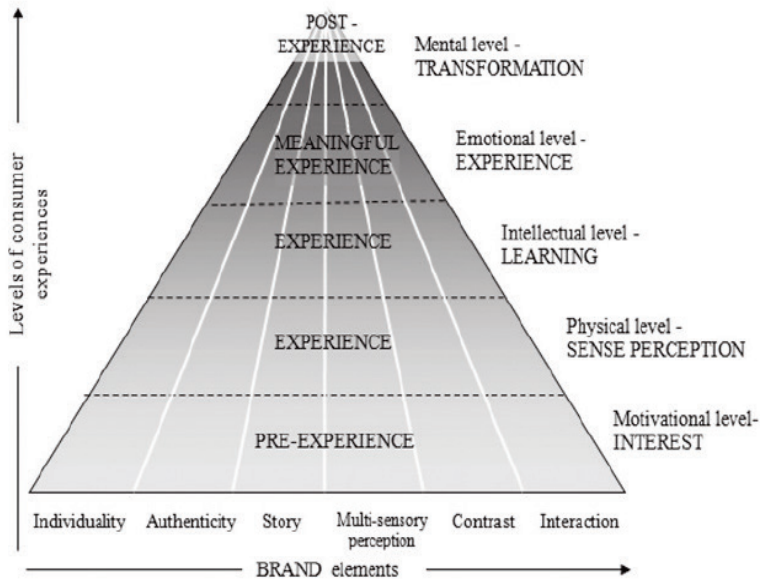 POST -
EXPERIENCE
Mental level -
TRANSFORMATION
MEANINGFUL
EXPERIENCE
Emotional level -
EXPERIENCE
EXPERIENCE
Intellectual level -
LEARNING
EXPERIENCE
Physical level -
SENSE PERCEPTION
PRE-EXPERIENCE
Motivational level-
INTEREST
Levels of consumer
experiences
Individuality
Authenticity
Story
Multi-sensory
perception
Contrast
Interaction
BRAND elements